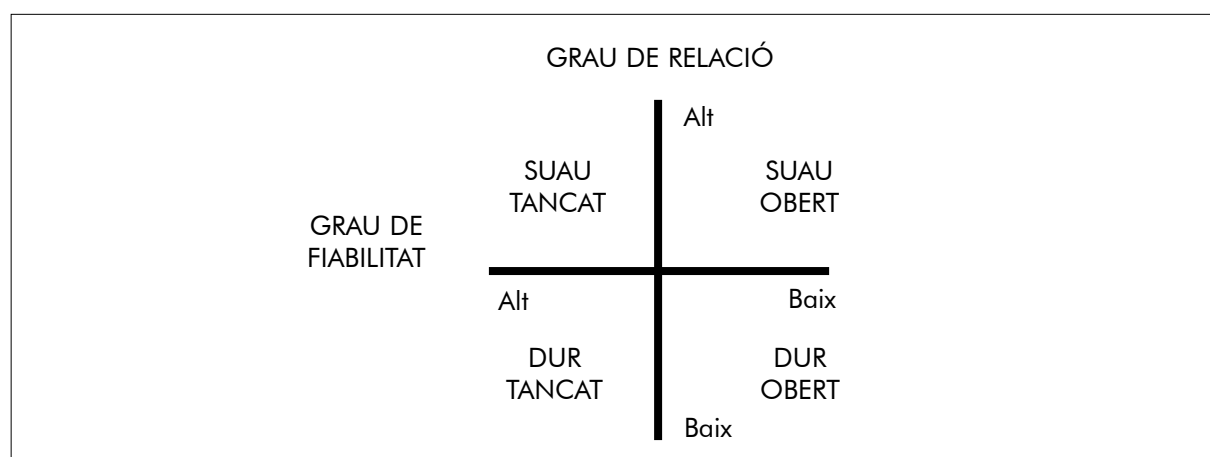 GRAU DE RELACIÓ
Alt
SUAU
TANCAT
SUAU
OBERT
GRAU DE
FIABILITAT
Alt
Baix
DUR
TANCAT
DUR
OBERT
Baix